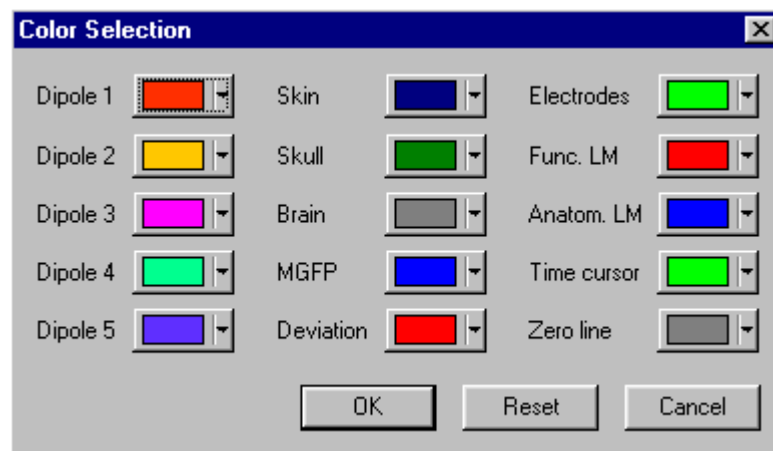 Color Selection
Dipole 1 Skin Electrodes
Dipole 2 Skull Func. LM
Dipole 3 Brain Anatom. LM
Dipole 4 MGFP Time cursor
Dipole 5 Deviation Zero line
OK Reset Cancel